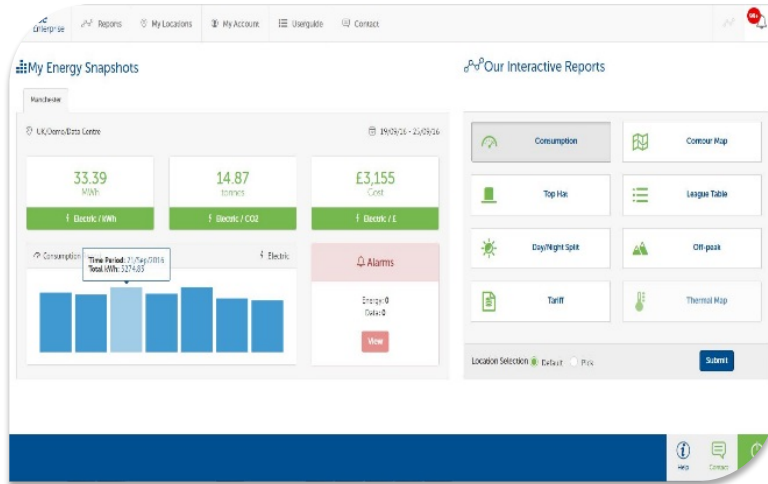 Enterprise
Reports
My Locations
My Account
Userguide
Contact
My Energy Snapshots
Our Interactive Reports
Manchester
UK/Demo/Data Centre
19/09/16 - 25/09/16
33.39
MWh
Electric / kWh
14.87
tonnes
Electric / CO2
£3,155
Cost
Electric / £
Consumption
Electric
Time Period: 21/Sep/2016
Total kWh: 5274.85
Alarms
Energy: 0
Data: 0
View
Consumption
Contour Map
Top Hat
League Table
Day/Night Split
Off-peak
Tariff
Thermal Map
Location Selection
Default
Pick
Submit
Help
Contact